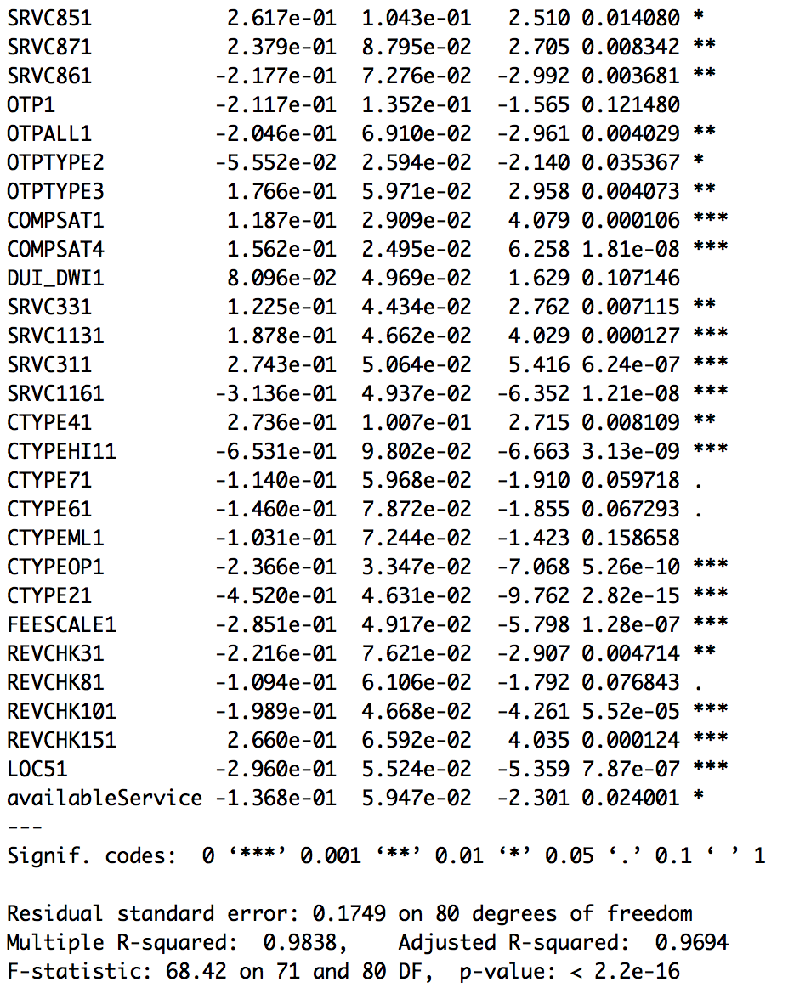 SRVC851 2.617e-01 1.043e-01 2.510 0.014080 *
SRVC871 2.379e-01 8.795e-02 2.705 0.008342 **
SRVC861 -2.177e-01 7.276e-02 -2.992 0.003681 **
OTP1 -2.117e-01 1.352e-01 -1.565 0.121480
OTPALL1 -2.046e-01 6.910e-02 -2.961 0.004029 **
OTPTYPE2 -5.552e-02 2.594e-02 -2.140 0.035367 *
OTPTYPE3 1.766e-01 5.971e-02 2.958 0.004073 **
COMPSAT1 1.187e-01 2.909e-02 4.079 0.000106 ***
COMPSAT4 1.562e-01 2.495e-02 6.258 1.81e-08 ***
DUI_DWI1 8.096e-02 4.969e-02 1.629 0.107146
SRVC331 1.225e-01 4.434e-02 2.762 0.007115 **
SRVC1131 1.878e-01 4.662e-02 4.029 0.000127 ***
SRVC311 2.743e-01 5.064e-02 5.416 6.24e-07 ***
SRVC1161 -3.136e-01 4.937e-02 -6.352 1.21e-08 ***
CTYPE41 2.736e-01 1.007e-01 2.715 0.008109 **
CTYPEHI11 -6.531e-01 9.802e-02 -6.663 3.13e-09 ***
CTYPE71 -1.140e-01 5.968e-02 -1.910 0.059718 .
CTYPE61 -1.460e-01 7.872e-02 -1.855 0.067293 .
CTYPEML1 -1.031e-01 7.244e-02 -1.423 0.158658
CTYPEOP1 -2.366e-01 3.347e-02 -7.068 5.26e-10 ***
CTYPE21 -4.520e-01 4.631e-02 -9.762 2.82e-15 ***
FEESCALE1 -2.851e-01 4.917e-02 -5.798 1.28e-07 ***
REVCHK31 -2.216e-01 7.621e-02 -2.907 0.004714 **
REVCHK81 -1.094e-01 6.106e-02 -1.792 0.076843 .
REVCHK101 -1.989e-01 4.668e-02 -4.261 5.52e-05 ***
REVCHK151 2.660e-01 6.592e-02 4.035 0.000124 ***
LOC51 -2.960e-01 5.524e-02 -5.359 7.87e-07 ***
availableService -1.368e-01 5.947e-02 -2.301 0.024001 *
---
Signif. codes: 0 ‘***’ 0.001 ‘**’ 0.01 ‘*’ 0.05 ‘.’ 0.1 ‘ ’ 1
Residual standard error: 0.1749 on 80 degrees of freedom
Multiple R-squared: 0.9838, Adjusted R-squared: 0.9694
F-statistic: 68.42 on 71 and 80 DF, p-value: < 2.2e-16